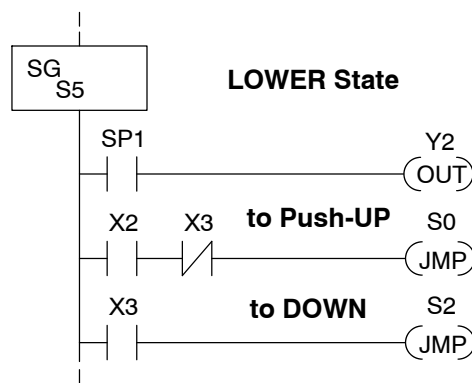 SG
S5
LOWER State
SP1
Y2
OUT
X2
X3
to Push-UP
S0
JMP
X3
to DOWN
S2
JMP